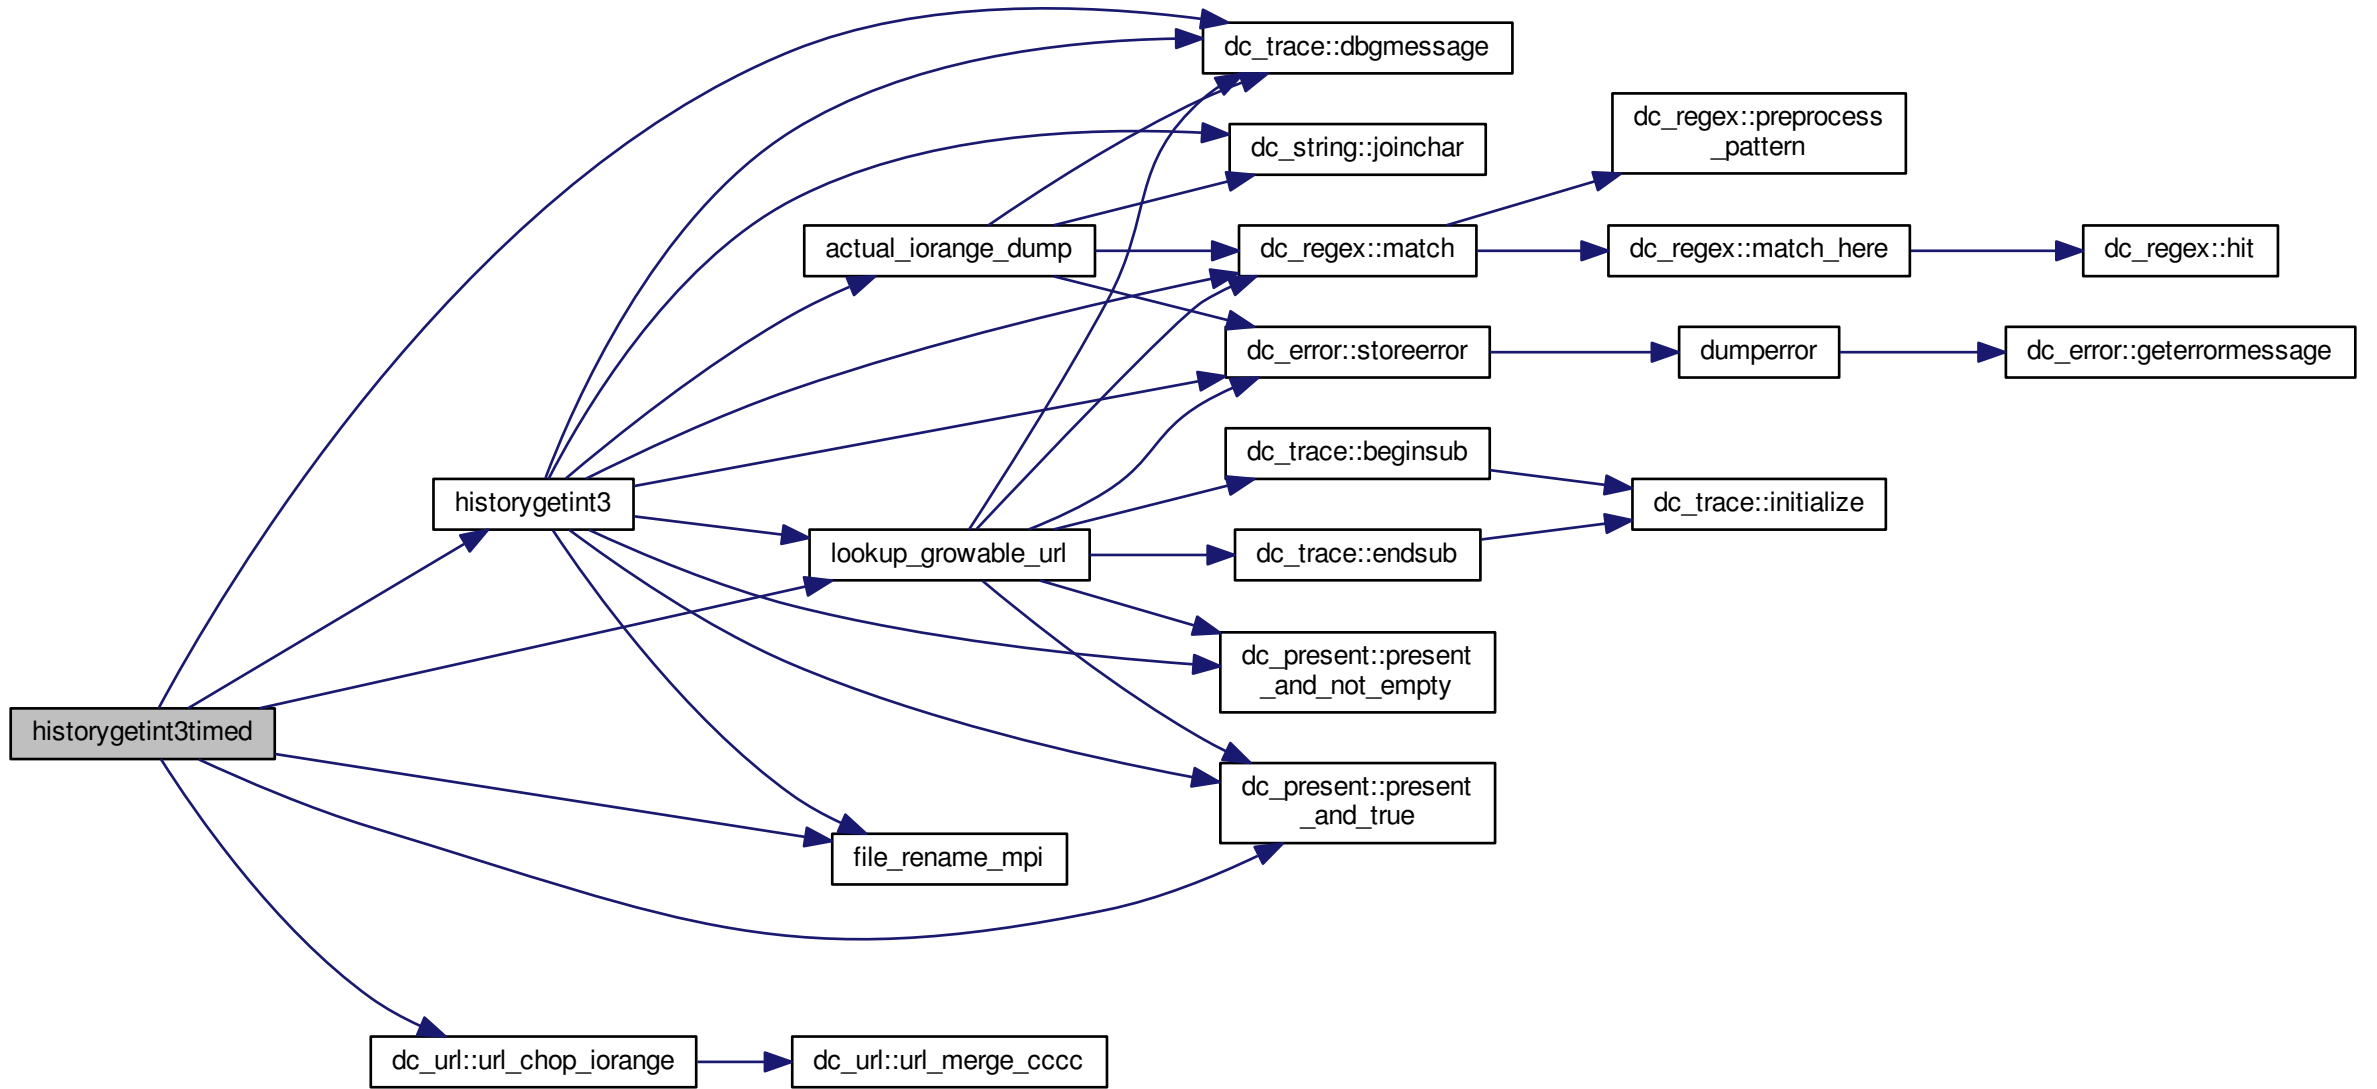 dc_trace::dbgmessage
dc_regex::preprocess
_pattern
dc_string::joinchar
actual_iorange_dump
dc_regex::match
dc_regex::match_here
dc_regex::hit
dc_error::storeerror
dumperror
dc_error::geterrormessage
dc_trace::beginsub
historygetint3
dc_trace::initialize
lookup_growable_url
dc_trace::endsub
dc_present::present
_and_not_empty
historygetint3timed
dc_present::present
_and_true
file_rename_mpi
dc_url::url_chop_iorange
dc_url::url_merge_cccc